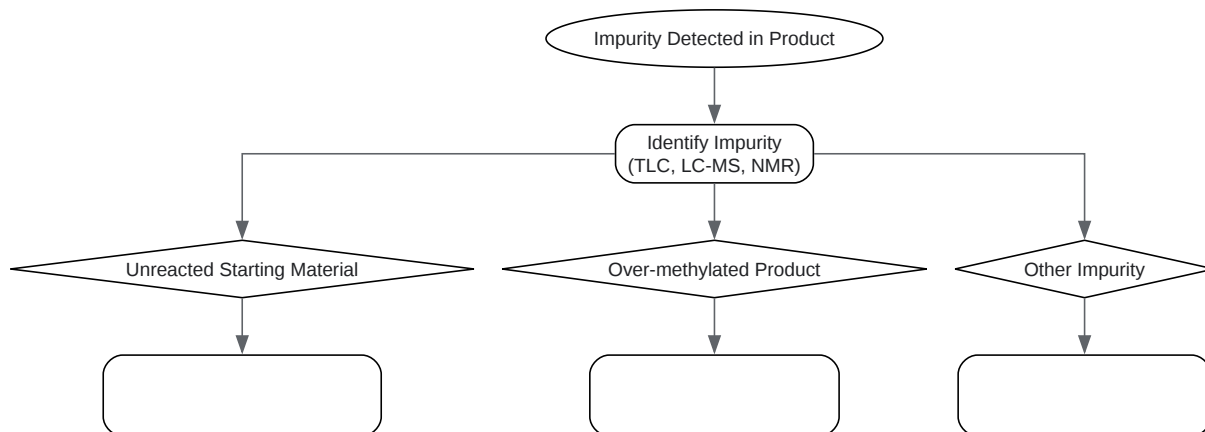 Impurity Detected in Product
Identify Impurity
(TLC, LC-MS, NMR)
Unreacted Starting Material
Over-methylated Product
Other Impurity